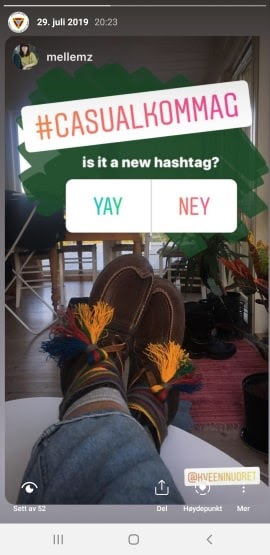 29. juli 2019 20:23
mellemz
#CASUALKOMMAG
is it a new hashtag?
YAY NEY
@KVEENINUORET
Sett av 52 Del Høydepunkt Mer